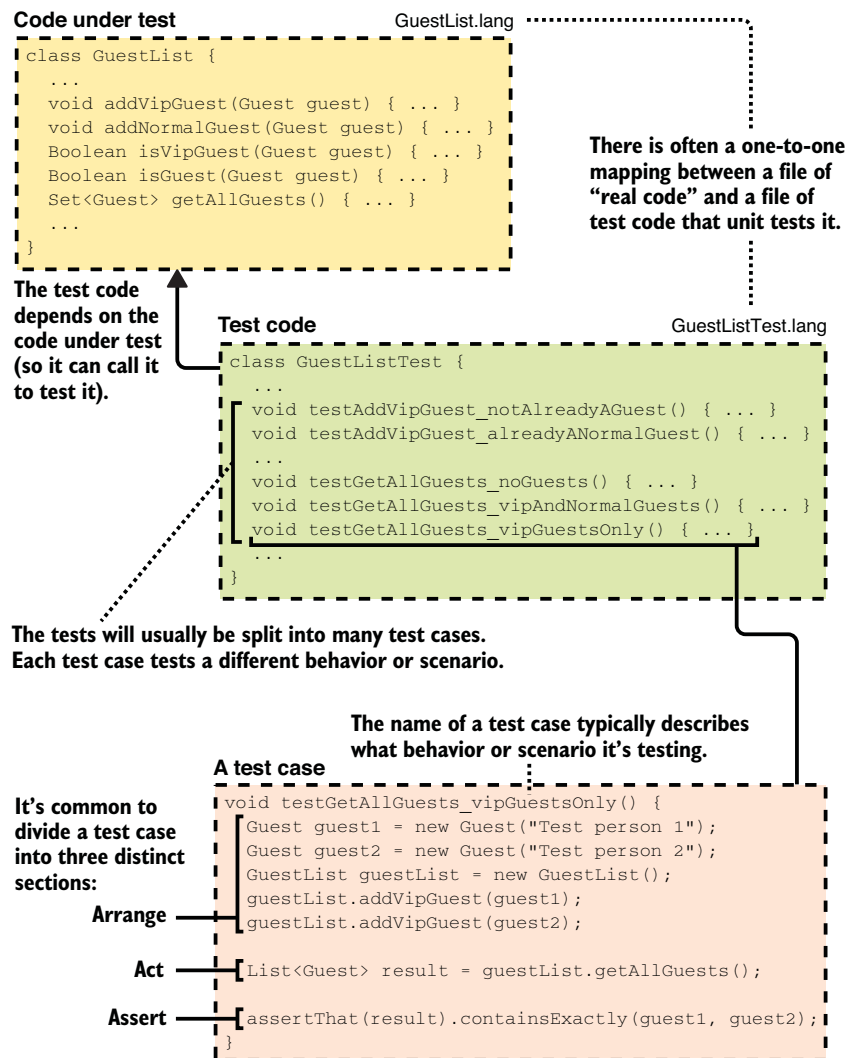 Code under test
GuestList.lang
class GuestList {
...
void addVipGuest(Guest guest) { ... }
void addNormalGuest(Guest guest) { ... }
Boolean isVipGuest(Guest guest) { ... }
Boolean isGuest(Guest guest) { ... }
Set<Guest> getAllGuests() { ... }
...
}
There is often a one-to-one
mapping between a file of
“real code” and a file of
test code that unit tests it.
The test code
depends on the
code under test
(so it can call it
to test it).
Test code
GuestListTest.lang
class GuestListTest {
...
void testAddVipGuest_notAlreadyAGuest() { ... }
void testAddVipGuest_alreadyANormalGuest() { ... }
...
void testGetAllGuests_noGuests() { ... }
void testGetAllGuests_vipAndNormalGuests() { ... }
void testGetAllGuests_vipGuestsOnly() { ... }
...
}
The tests will usually be split into many test cases.
Each test case tests a different behavior or scenario.
The name of a test case typically describes
what behavior or scenario it’s testing.
A test case
It’s common to
divide a test case
into three distinct
sections:
void testGetAllGuests_vipGuestsOnly() {
Guest guest1 = new Guest("Test person 1");
Guest guest2 = new Guest("Test person 2");
GuestList guestList = new GuestList();
guestList.addVipGuest(guest1);
guestList.addVipGuest(guest2);
Arrange
Act
List<Guest> result = guestList.getAllGuests();
Assert
assertThat(result).containsExactly(guest1, guest2);
}